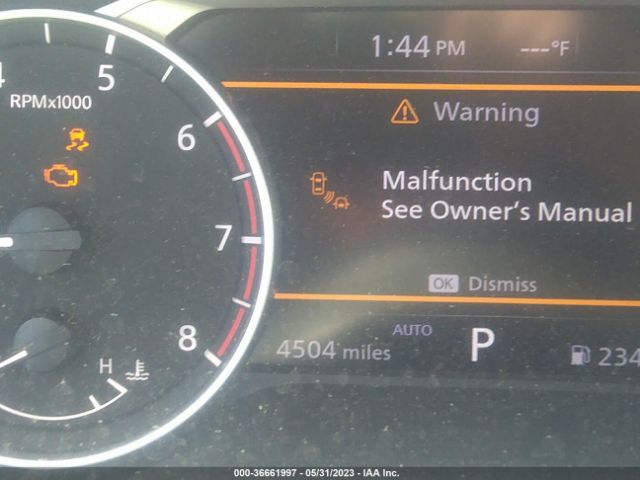 1:44 PM
---°F
4
5
RPMx1000
6
7
8
H
Warning
Malfunction
See Owner's Manual
OK Dismiss
AUTO
4504 miles
P
234
000-36661997 - 05/31/2023 - IAA Inc.